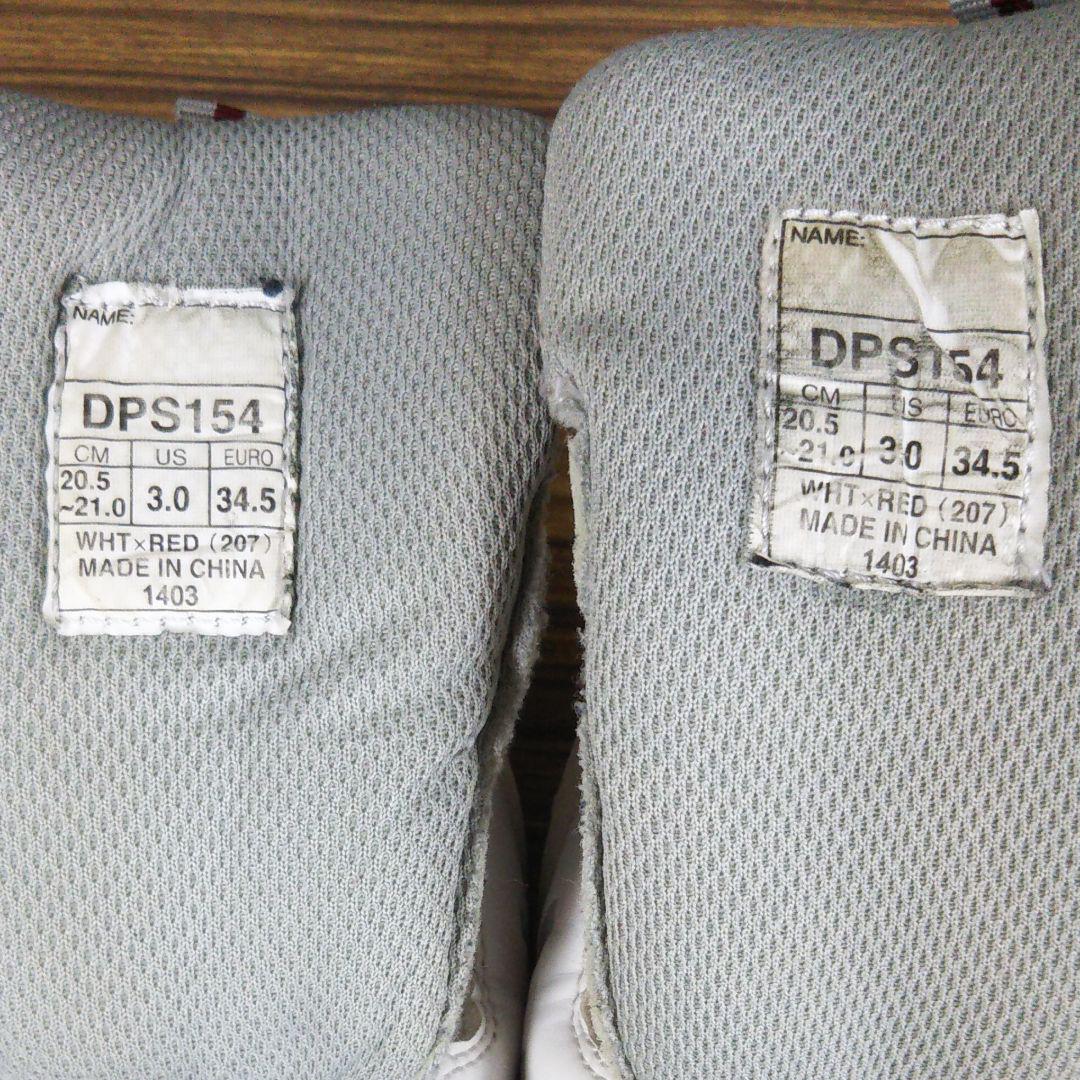 NAME:
DPS154
CM US EURO
20.5
~21.0 3.0 34.5
WHT×RED (207)
MADE IN CHINA
1403
NAME:
DPS154
CM US EURO
20.5
~21.0 3.0 34.5
WHT×RED (207)
MADE IN CHINA
1403